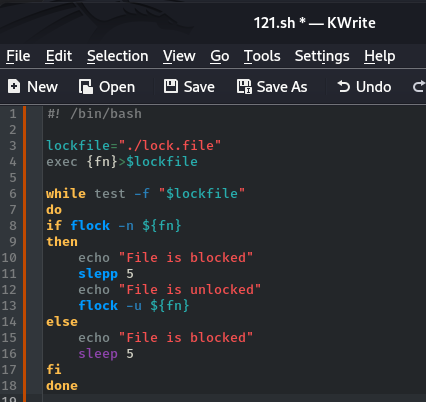 121.sh * — KWrite
File Edit Selection View Go Tools Settings Help
New Open Save Save As Undo
1 #! /bin/bash
2
3 lockfile="./lock.file"
4 exec {fn}>$lockfile
5
6 while test -f "$lockfile"
7 do
8 if flock -n ${fn}
9 then
10     echo "File is blocked"
11     slepp 5
12     echo "File is unlocked"
13     flock -u ${fn}
14 else
15     echo "File is blocked"
16     sleep 5
17 fi
18 done
19